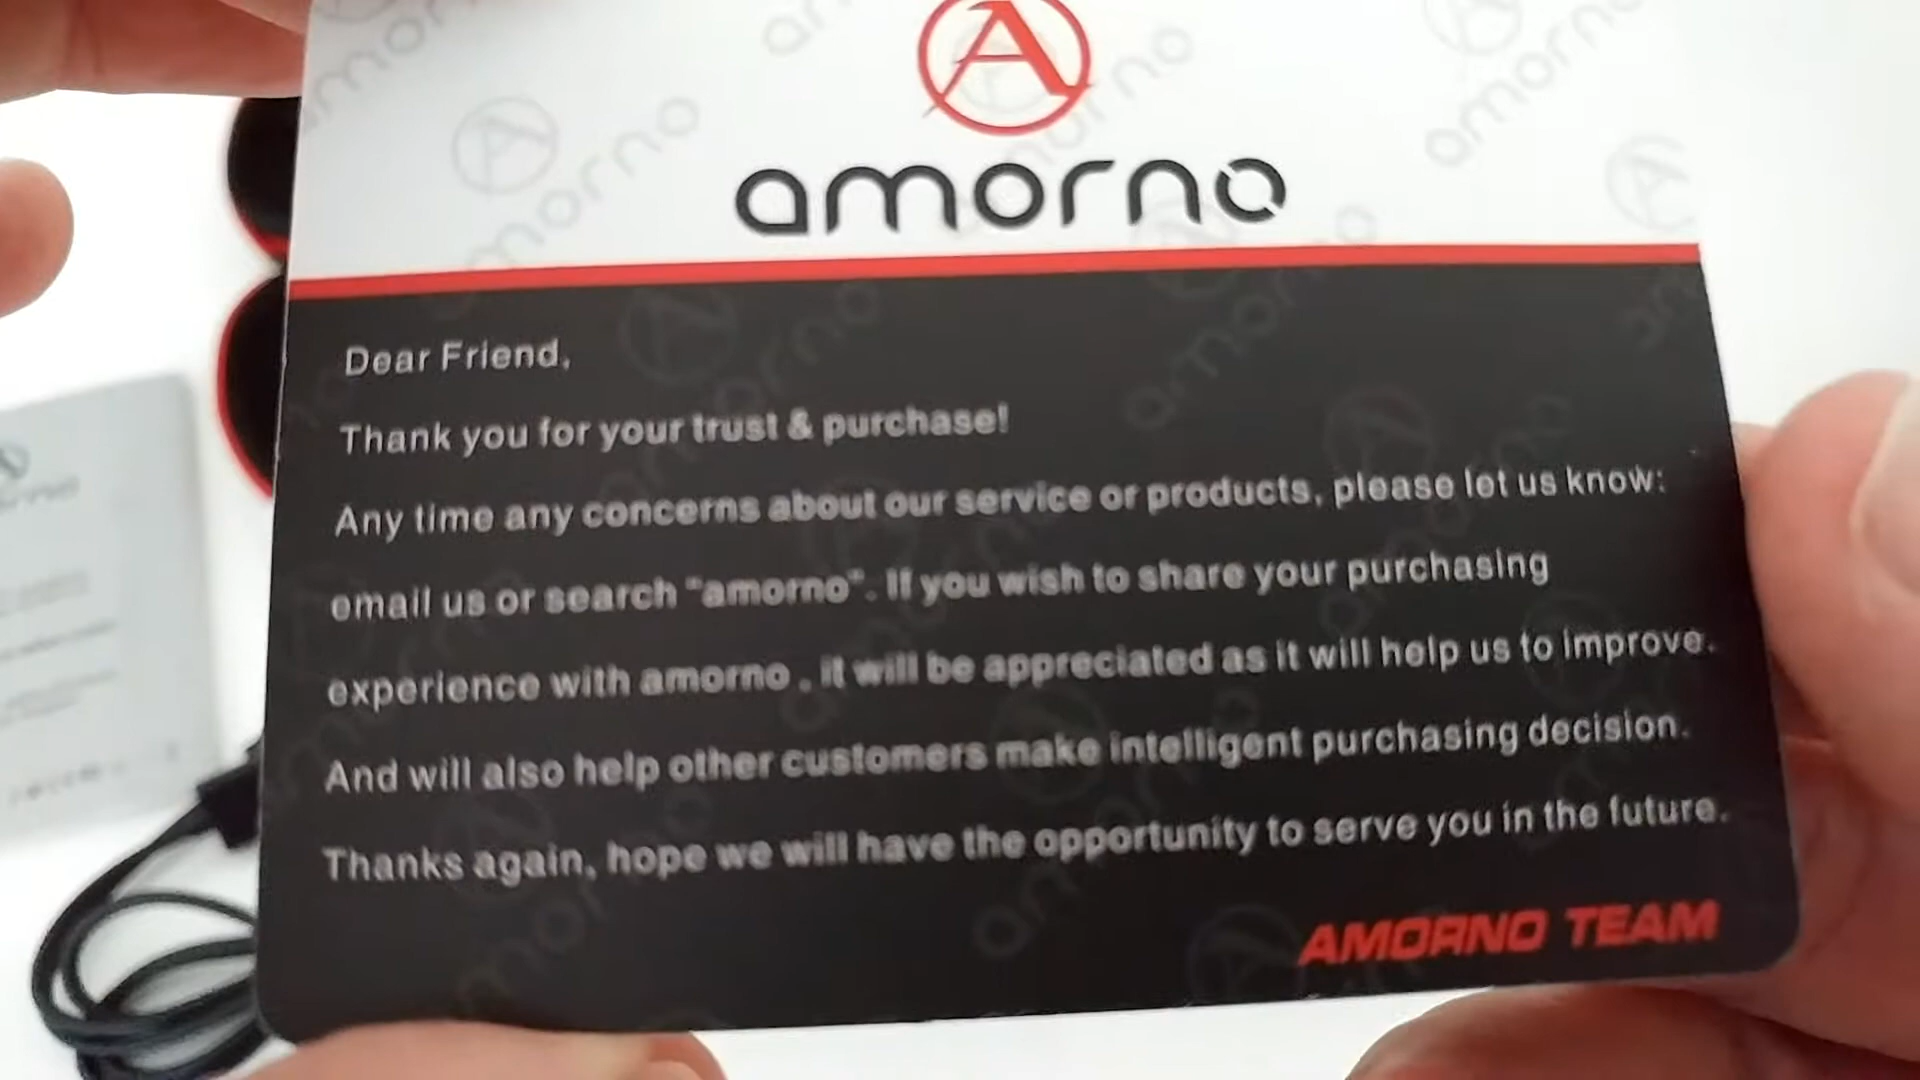 A
amorno
Dear Friend,
Thank you for your trust & purchase!
Any time any concerns about our service or products, please let us know:
email us or search "amorno". If you wish to share your purchasing
experience with amorno , it will be appreciated as it will help us to improve.
And will also help other customers make intelligent purchasing decision.
Thanks again, hope we will have the opportunity to serve you in the future.
AMORNO TEAM